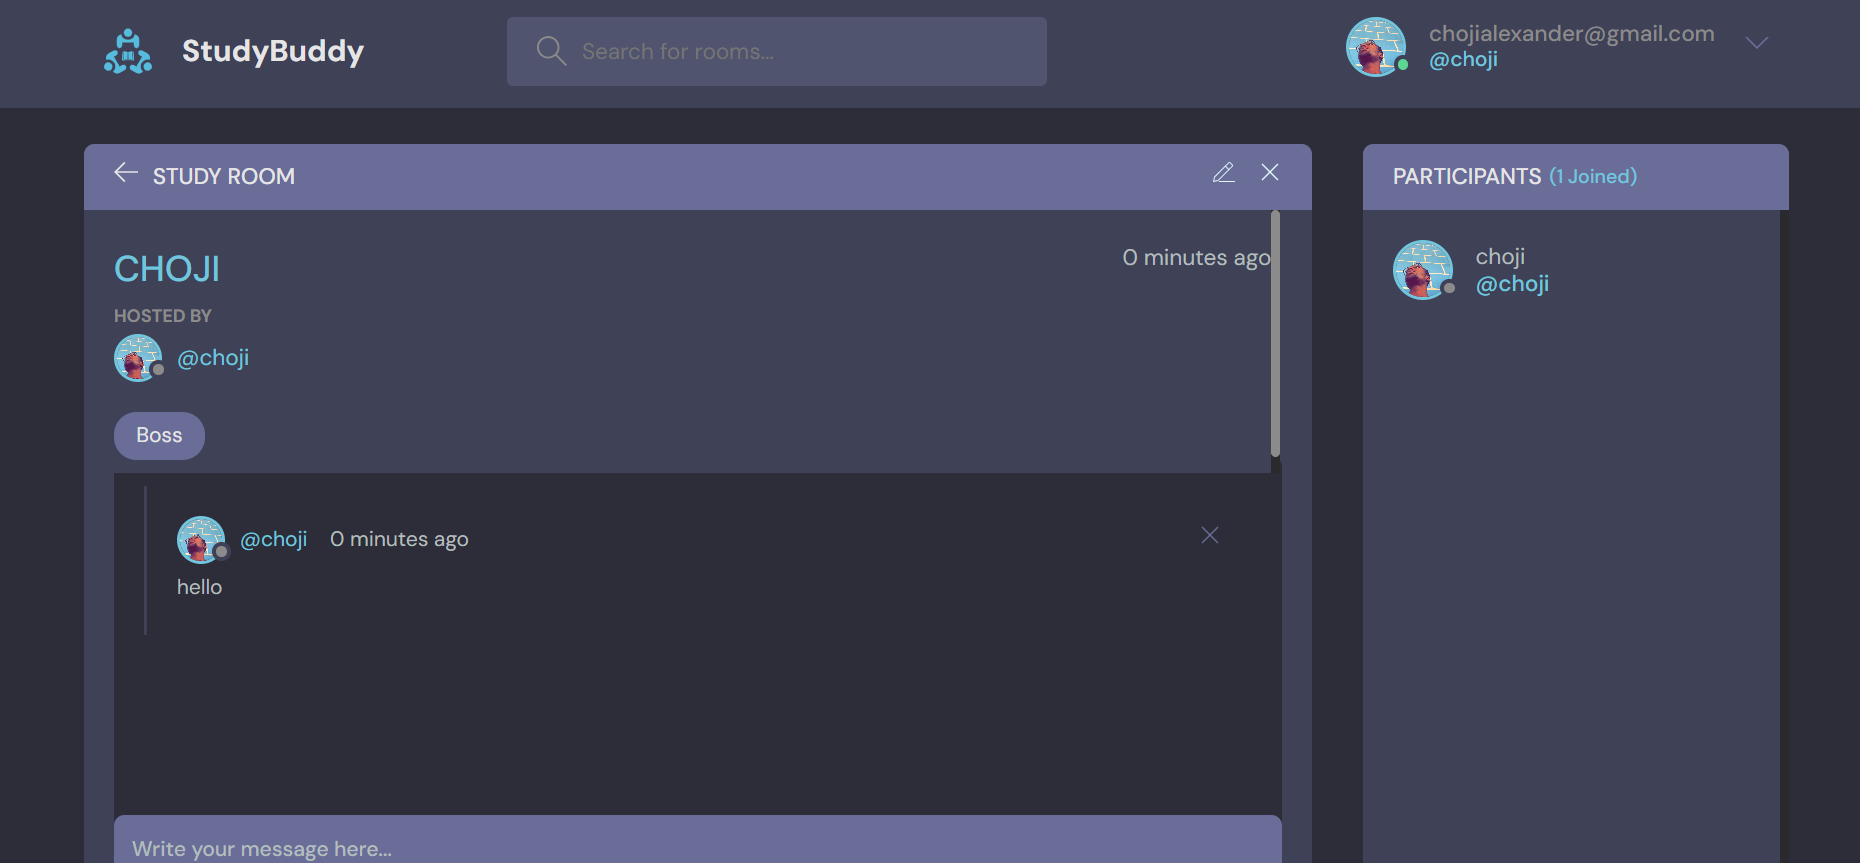 StudyBuddy
Search for rooms...
chojialexander@gmail.com
@choji
STUDY ROOM
CHOJI
0 minutes ago
HOSTED BY
@choji
Boss
@choji 0 minutes ago
hello
Write your message here...
PARTICIPANTS (1 Joined)
choji
@choji